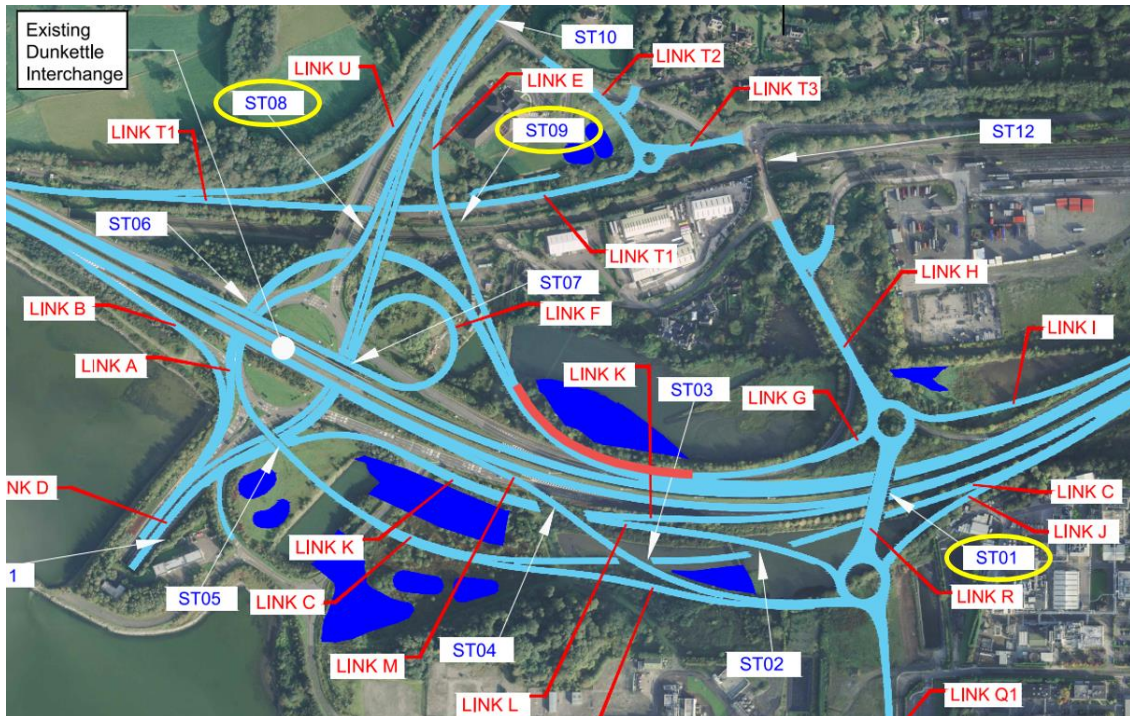 Existing
Dunkettle
Interchange
ST10
LINK U
LINK E
LINK T2
ST08
LINK T3
LINK T1
ST09
ST12
ST06
LINK T1
ST07
LINK H
LINK B
LINK F
LINK I
LINK A
LINK K
ST03
LINK G
NK D
LINK C
LINK K
LINK J
1
ST01
ST05
LINK C
LINK R
LINK M
ST04
ST02
LINK L
LINK Q1